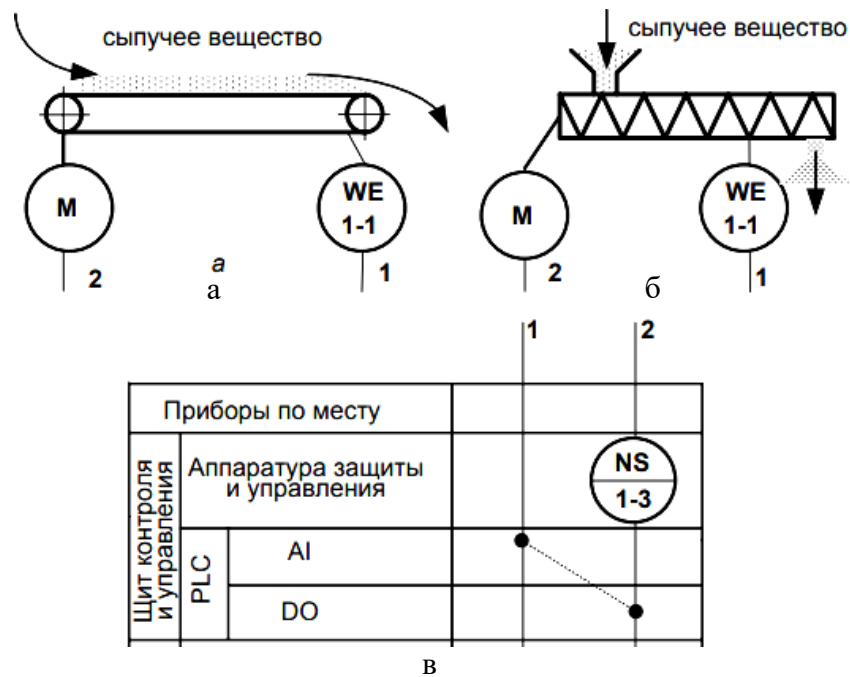 сыпучее вещество
M
WE
1-1
2
а
1
а
сыпучее вещество
M
WE
1-1
2
1
б
1
2
Приборы по месту
Щит контроля
и управления
Аппаратура защиты
и управления
NS
1-3
PLC
AI
DO
в